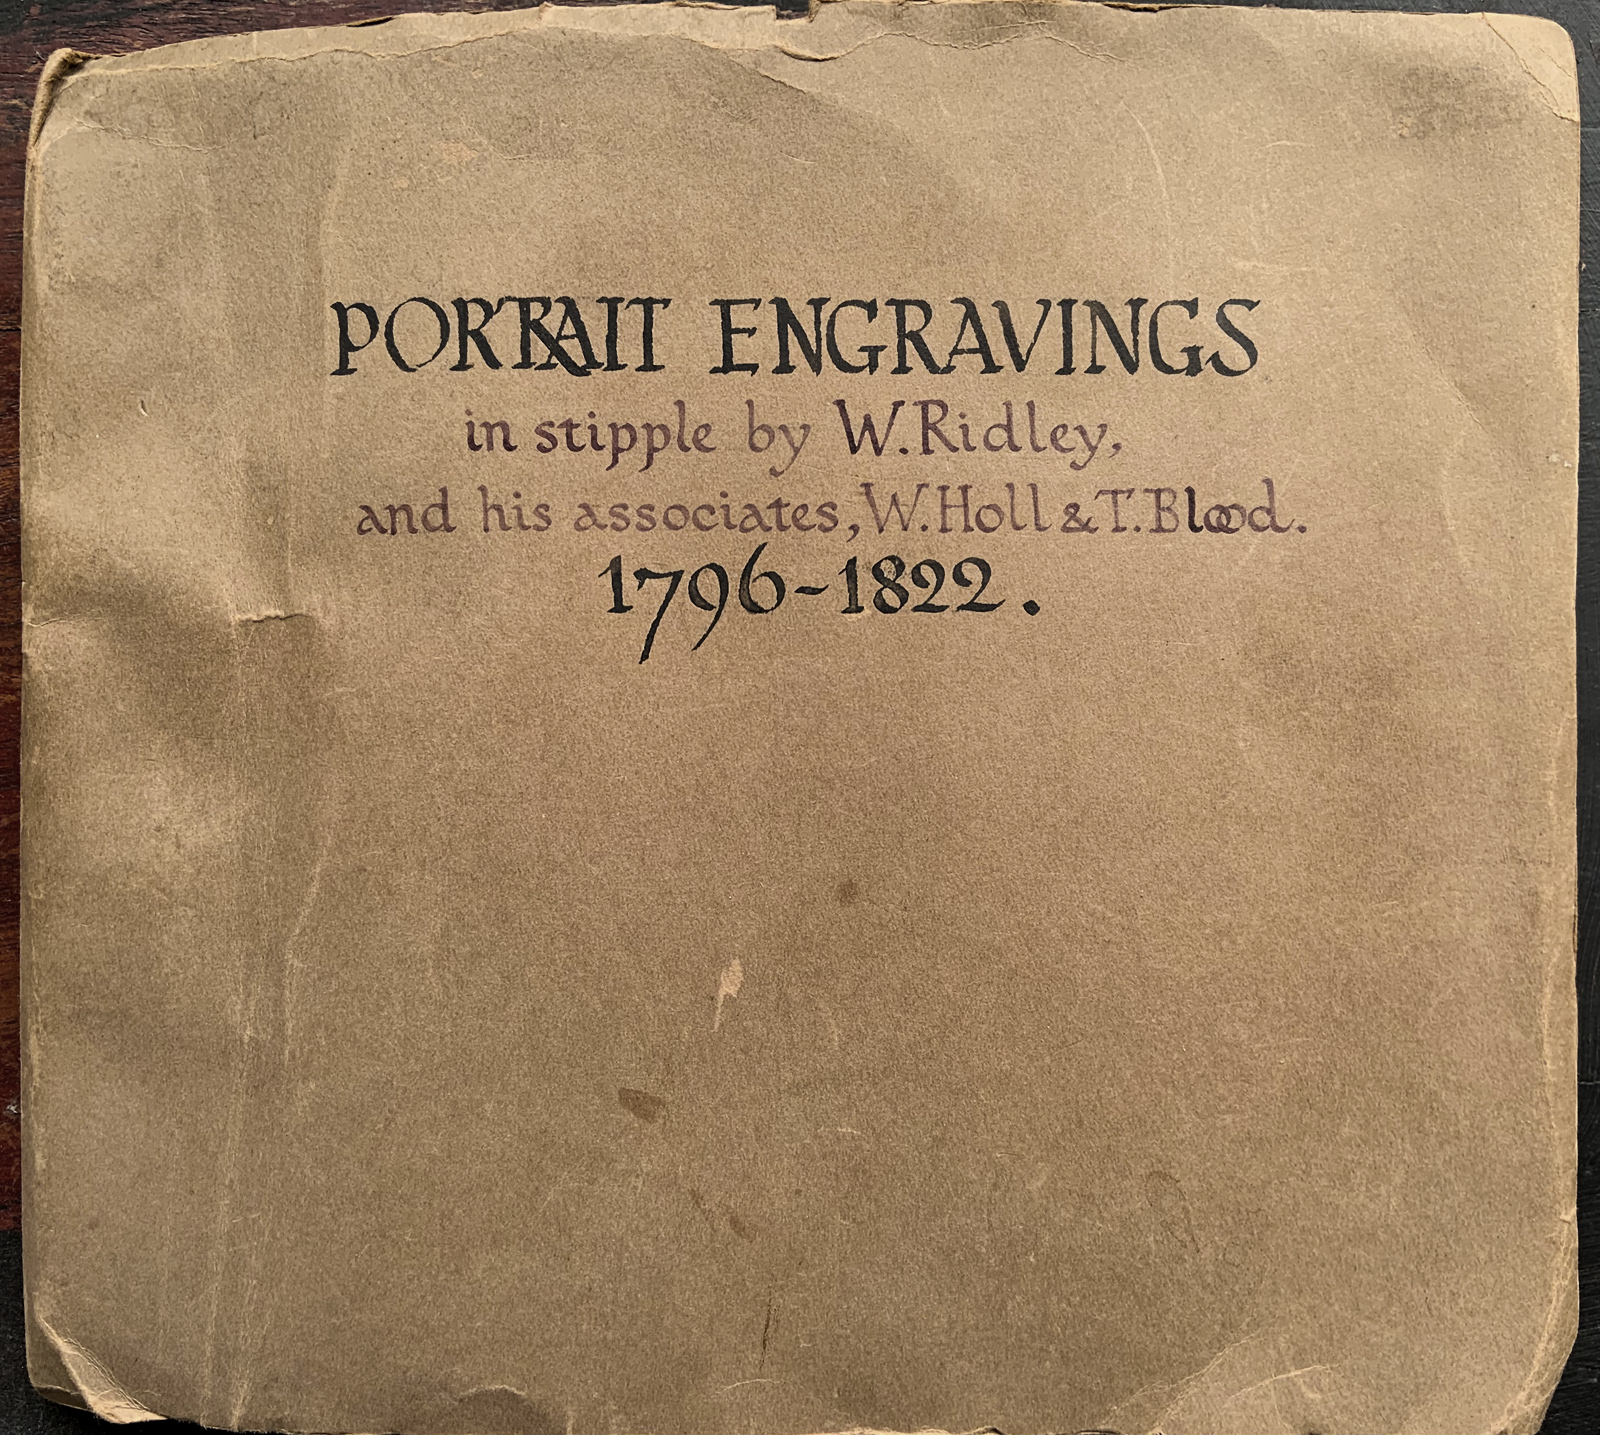 PORTRAIT ENGRAVINGS
in stipple by W. Ridley,
and his associates, W. Holl & T. Blood.
1796-1822.